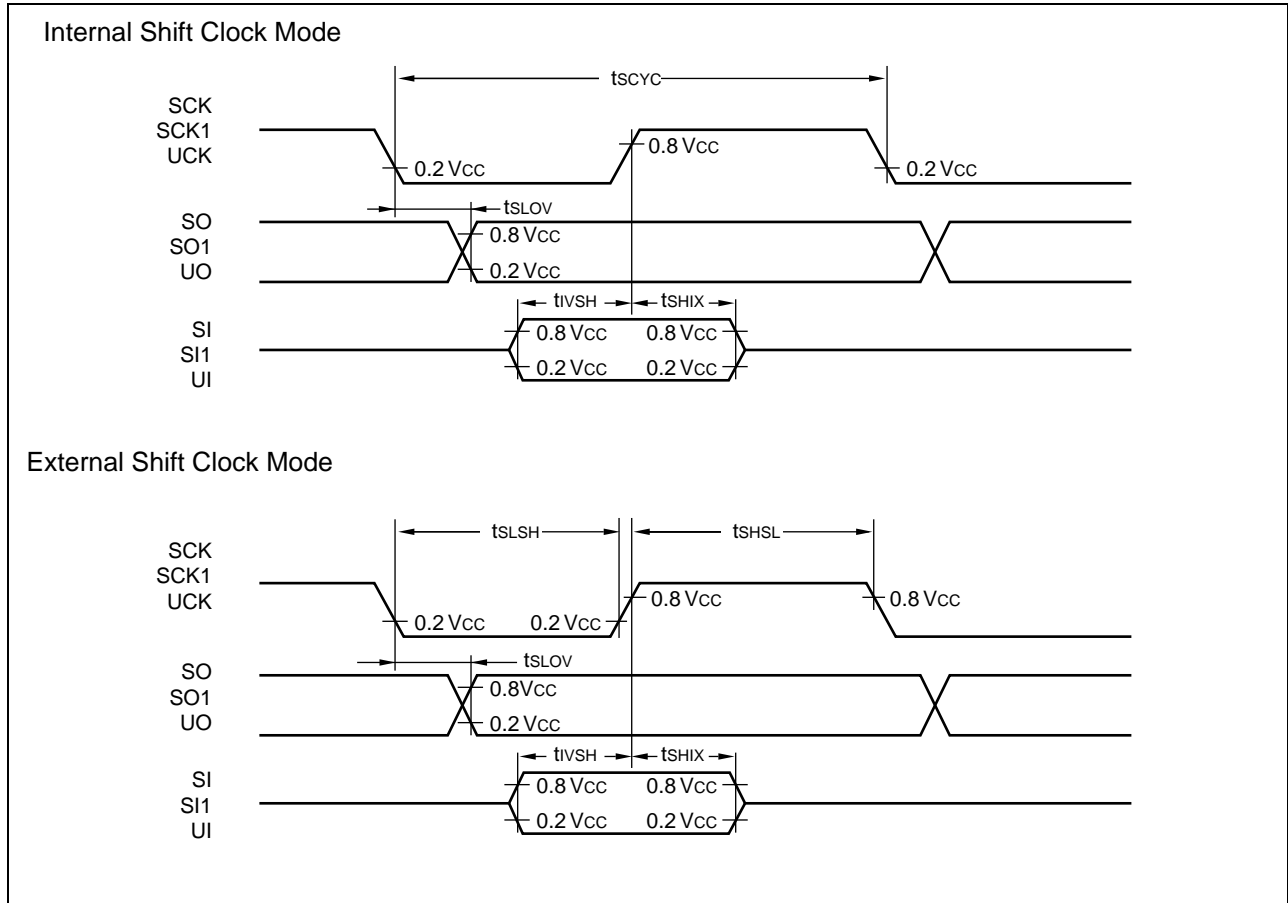 Internal Shift Clock Mode
tSCYC
SCK
SCK1
UCK
0.8 VCC
0.2 VCC
0.2 VCC
tSLOV
SO
SO1
UO
0.8 VCC
0.2 VCC
tIVSH
tSHIX
SI
SI1
UI
0.8 VCC
0.8 VCC
0.2 VCC
0.2 VCC
External Shift Clock Mode
tSLSH
tSHSL
SCK
SCK1
UCK
0.8 VCC
0.8 VCC
0.2 VCC
0.2 VCC
tSLOV
SO
SO1
UO
0.8VCC
0.2 VCC
tIVSH
tSHIX
SI
SI1
UI
0.8 VCC
0.8 VCC
0.2 VCC
0.2 VCC